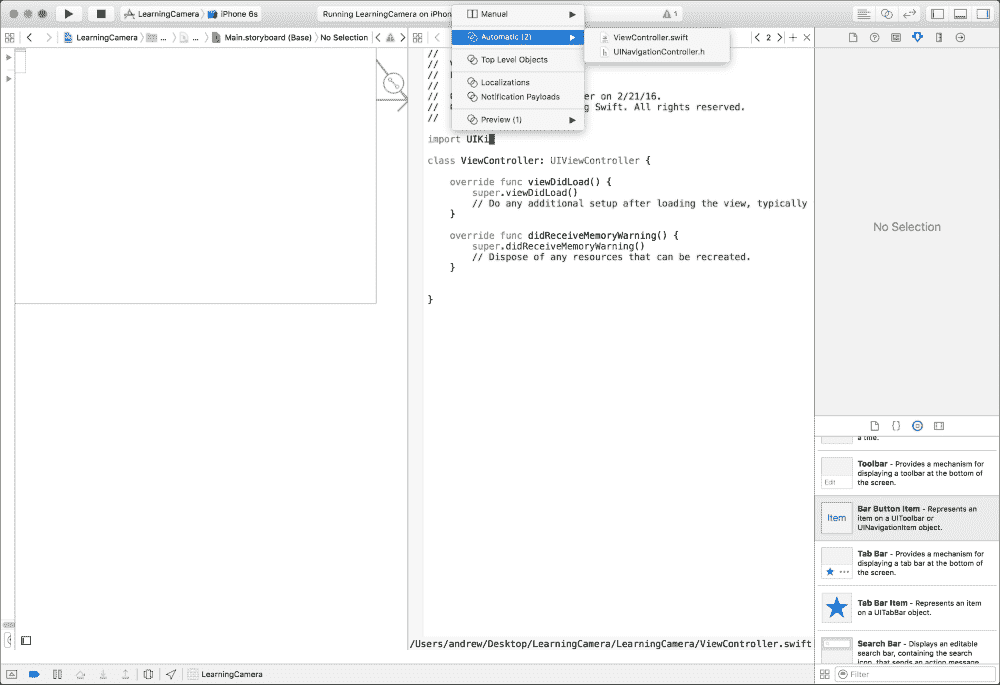 LearningCamera iPhone 6s
Running LearningCamera on iPhon
1
LearningCamera ... ... Main.storyboard (Base) No Selection
2
Manual
Automatic (2)
Top Level Objects
Localizations
Notification Payloads
Preview (1)
ViewController.swift
UINavigationController.h
//
//
//
//
// er on 2/21/16.
// g Swift. All rights reserved.
//
import UIKi
class ViewController: UIViewController {
override func viewDidLoad() {
super.viewDidLoad()
// Do any additional setup after loading the view, typically
}
override func didReceiveMemoryWarning() {
super.didReceiveMemoryWarning()
// Dispose of any resources that can be recreated.
}
}
/Users/andrew/Desktop/LearningCamera/LearningCamera/ViewController.swift
No Selection
a title.
Edit
Toolbar - Provides a mechanism for
displaying a toolbar at the bottom of
the screen.
Item
Bar Button Item - Represents an
item on a UIToolbar or
UINavigationItem object.
Tab Bar - Provides a mechanism for
displaying a tab bar at the bottom of
the screen.
Tab Bar Item - Represents an item
on a UITabBar object.
Search Bar - Displays an editable
search bar, containing the search
icon, that sends an action message
Filter
LearningCamera